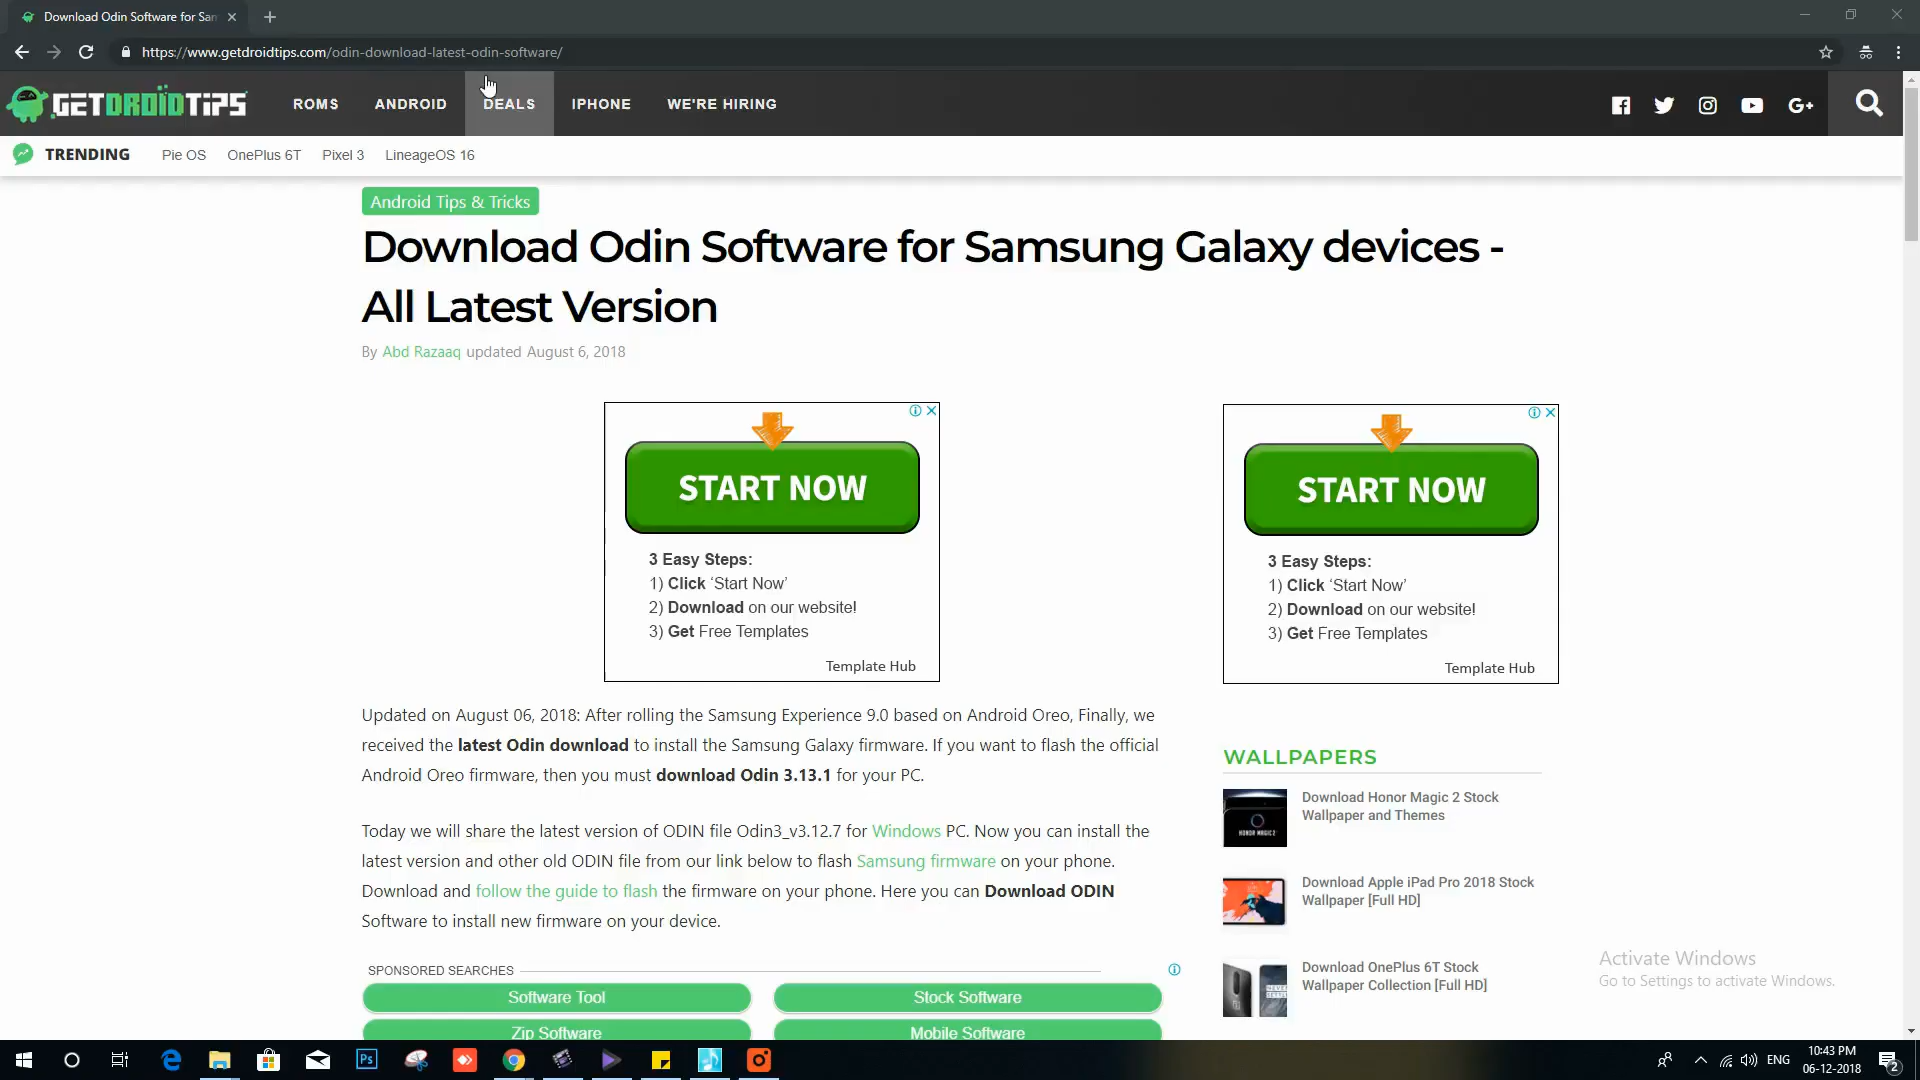 Download Odin Software for Sam
https://www.getdroidtips.com/odin-download-latest-odin-software/
GETDROIDTIPS
ROMS ANDROID DEALS IPHONE WE'RE HIRING
TRENDING Pie OS OnePlus 6T Pixel 3 LineageOS 16
Android Tips & Tricks
Download Odin Software for Samsung Galaxy devices -
All Latest Version
By Abd Razaaq updated August 6, 2018
START NOW
3 Easy Steps:
1) Click ‘Start Now’
2) Download on our website!
3) Get Free Templates
Template Hub
START NOW
3 Easy Steps:
1) Click ‘Start Now’
2) Download on our website!
3) Get Free Templates
Template Hub
Updated on August 06, 2018: After rolling the Samsung Experience 9.0 based on Android Oreo, Finally, we
received the latest Odin download to install the Samsung Galaxy firmware. If you want to flash the official
Android Oreo firmware, then you must download Odin 3.13.1 for your PC.
Today we will share the latest version of ODIN file Odin3_v3.12.7 for Windows PC. Now you can install the
latest version and other old ODIN file from our link below to flash Samsung firmware on your phone.
Download and follow the guide to flash the firmware on your phone. Here you can Download ODIN
Software to install new firmware on your device.
SPONSORED SEARCHES
Software Tool
Stock Software
Zip Software
Mobile Software
WALLPAPERS
Download Honor Magic 2 Stock
Wallpaper and Themes
HONOR MAGIC2
Download Apple iPad Pro 2018 Stock
Wallpaper [Full HD]
Download OnePlus 6T Stock
Wallpaper Collection [Full HD]
Activate Windows
Go to Settings to activate Windows.
Ps
ENG
10:43 PM
06-12-2018
2